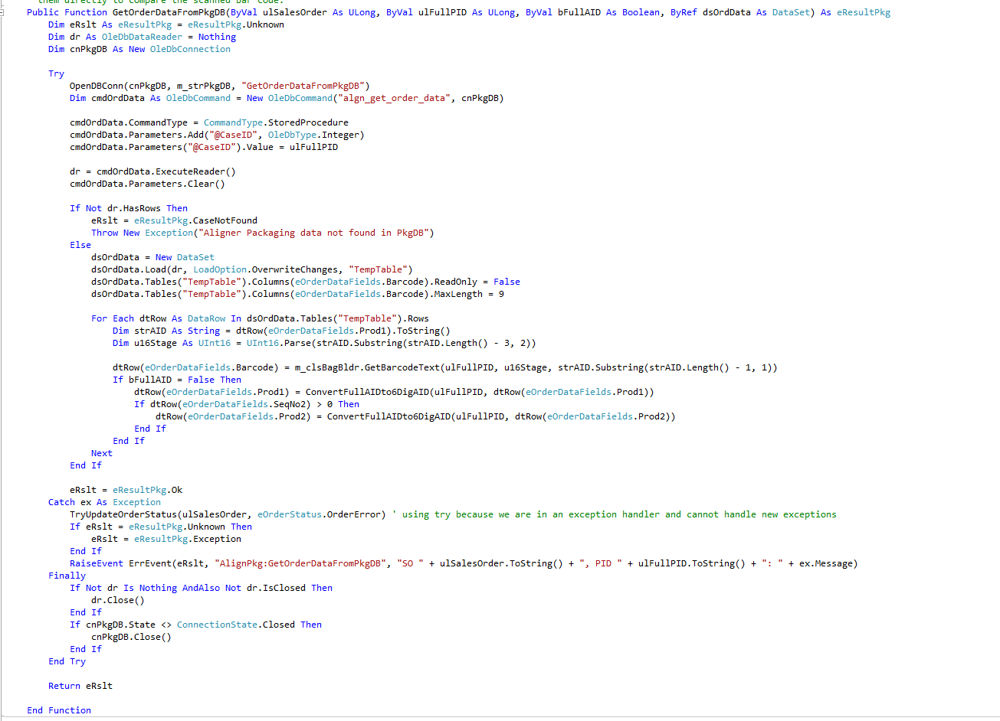 them directly to compare the scanned bar code.
Public Function GetOrderDataFromPkgDB(ByVal ulSalesOrder As ULong, ByVal ulFullPID As ULong, ByVal bFullAID As Boolean, ByRef dsOrdData As DataSet) As eResultPkg
Dim eRslt As eResultPkg = eResultPkg.Unknown
Dim dr As OleDbDataReader = Nothing
Dim cnPkgDB As New OleDbConnection
Try
OpenDBConn(cnPkgDB, m_strPkgDB, "GetOrderDataFromPkgDB")
Dim cmdOrdData As OleDbCommand = New OleDbCommand("algn_get_order_data", cnPkgDB)
cmdOrdData.CommandType = CommandType.StoredProcedure
cmdOrdData.Parameters.Add("@CaseID", OleDbType.Integer)
cmdOrdData.Parameters("@CaseID").Value = ulFullPID
dr = cmdOrdData.ExecuteReader()
cmdOrdData.Parameters.Clear()
If Not dr.HasRows Then
eRslt = eResultPkg.CaseNotFound
Throw New Exception("Aligner Packaging data not found in PkgDB")
Else
dsOrdData = New DataSet
dsOrdData.Load(dr, LoadOption.OverwriteChanges, "TempTable")
dsOrdData.Tables("TempTable").Columns(eOrderDataFields.Barcode).ReadOnly = False
dsOrdData.Tables("TempTable").Columns(eOrderDataFields.Barcode).MaxLength = 9
For Each dtRow As DataRow In dsOrdData.Tables("TempTable").Rows
Dim strAID As String = dtRow(eOrderDataFields.Prod1).ToString()
Dim u16Stage As UInt16 = UInt16.Parse(strAID.Substring(strAID.Length() - 3, 2))
dtRow(eOrderDataFields.Barcode) = m_clsBagBldr.GetBarcodeText(ulFullPID, u16Stage, strAID.Substring(strAID.Length() - 1, 1))
If bFullAID = False Then
dtRow(eOrderDataFields.Prod1) = ConvertFullAIDto6DigAID(ulFullPID, dtRow(eOrderDataFields.Prod1))
If dtRow(eOrderDataFields.SeqNo2) > 0 Then
dtRow(eOrderDataFields.Prod2) = ConvertFullAIDto6DigAID(ulFullPID, dtRow(eOrderDataFields.Prod2))
End If
End If
Next
End If
eRslt = eResultPkg.Ok
Catch ex As Exception
TryUpdateOrderStatus(ulSalesOrder, eOrderStatus.OrderError) ' using try because we are in an exception handler and cannot handle new exceptions
If eRslt = eResultPkg.Unknown Then
eRslt = eResultPkg.Exception
End If
RaiseEvent ErrEvent(eRslt, "AlignPkg:GetOrderDataFromPkgDB", "SO " + ulSalesOrder.ToString() + ", PID " + ulFullPID.ToString() + ": " + ex.Message)
Finally
If Not dr Is Nothing AndAlso Not dr.IsClosed Then
dr.Close()
End If
If cnPkgDB.State <> ConnectionState.Closed Then
cnPkgDB.Close()
End If
End Try
Return eRslt
End Function